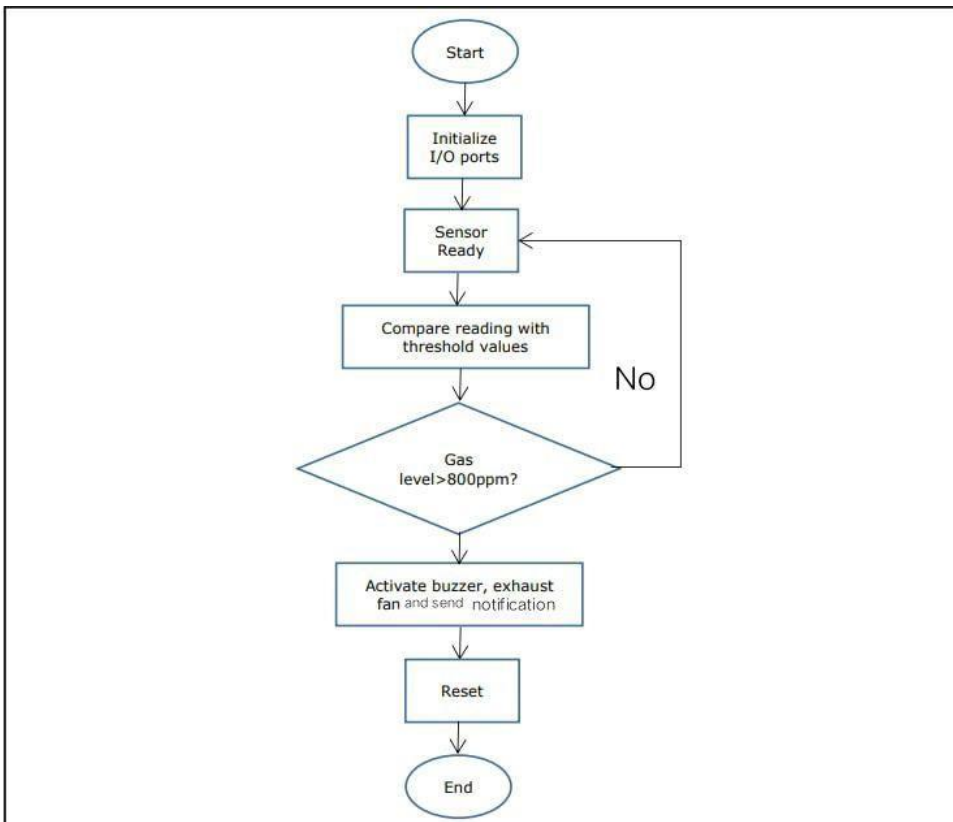 Start
Initialize
I/O ports
Sensor
Ready
Compare reading with
threshold values
No
Gas
level>800ppm?
Activate buzzer, exhaust
fan and send notification
Reset
End